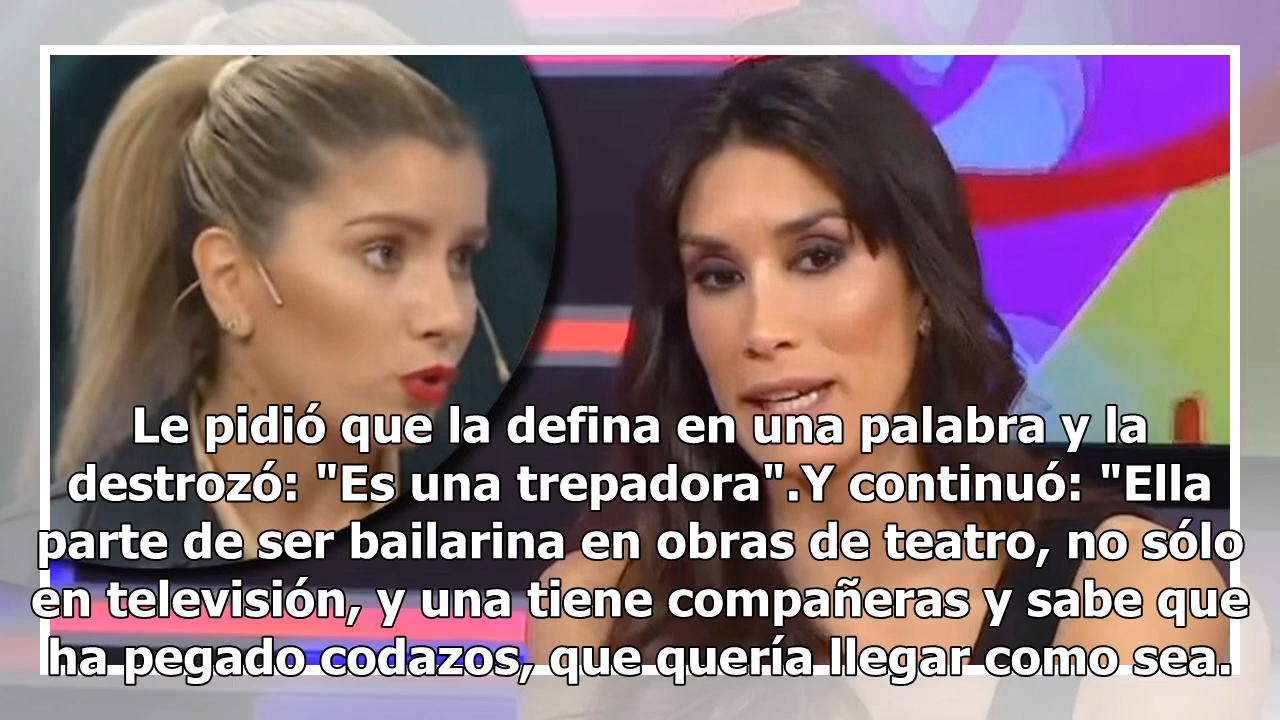 Le pidió que la defina en una palabra y la
destrozó: "Es una trepadora".Y continuó: "Ella
parte de ser bailarina en obras de teatro, no sólo
en televisión, y una tiene compañeras y sabe que
ha pegado codazos, que quería llegar como sea.